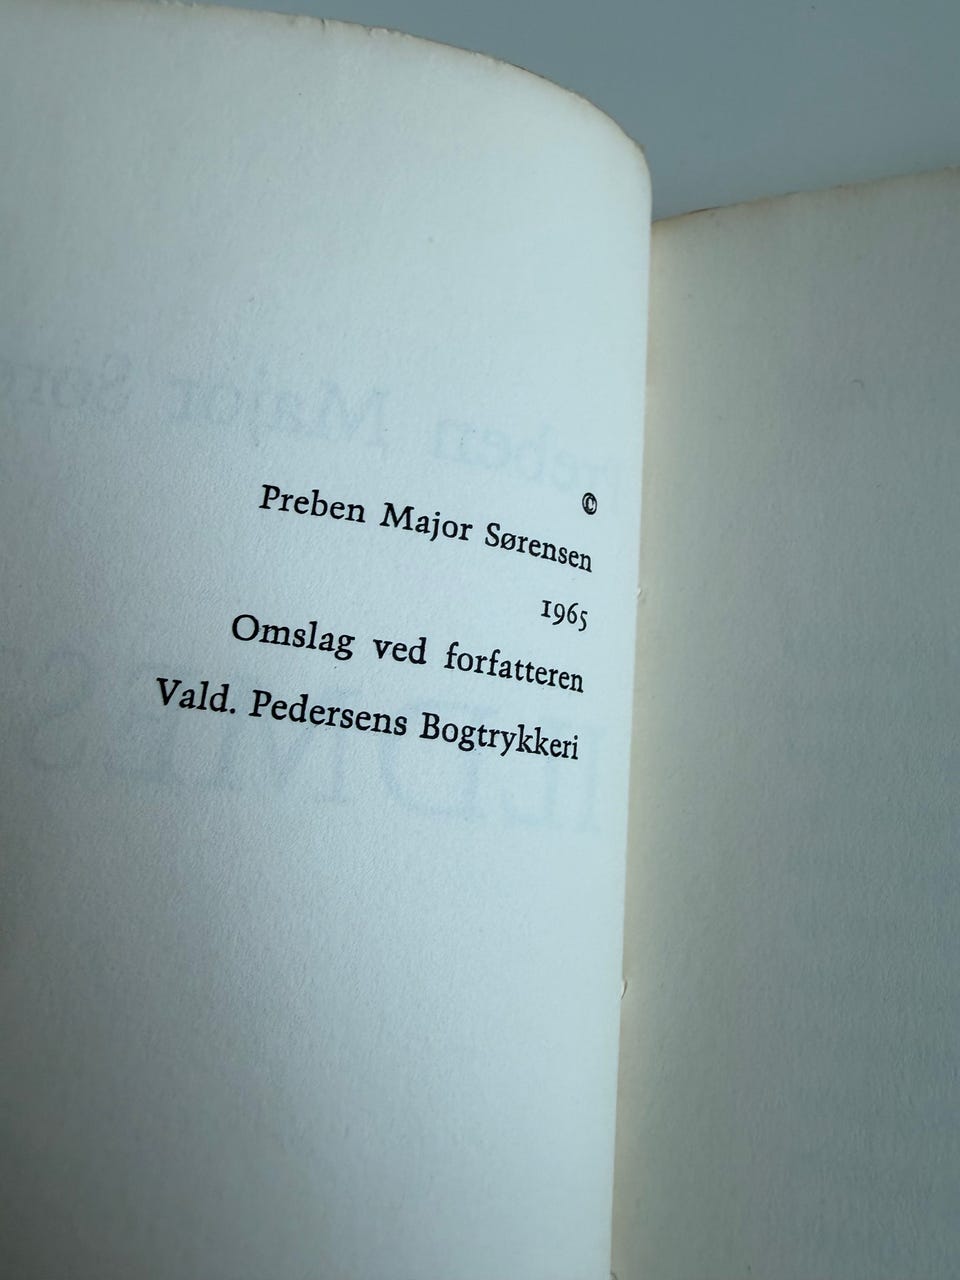 ©
Preben Major Sørensen
1965
Omslag ved forfatteren
Vald. Pedersens Bogtrykkeri